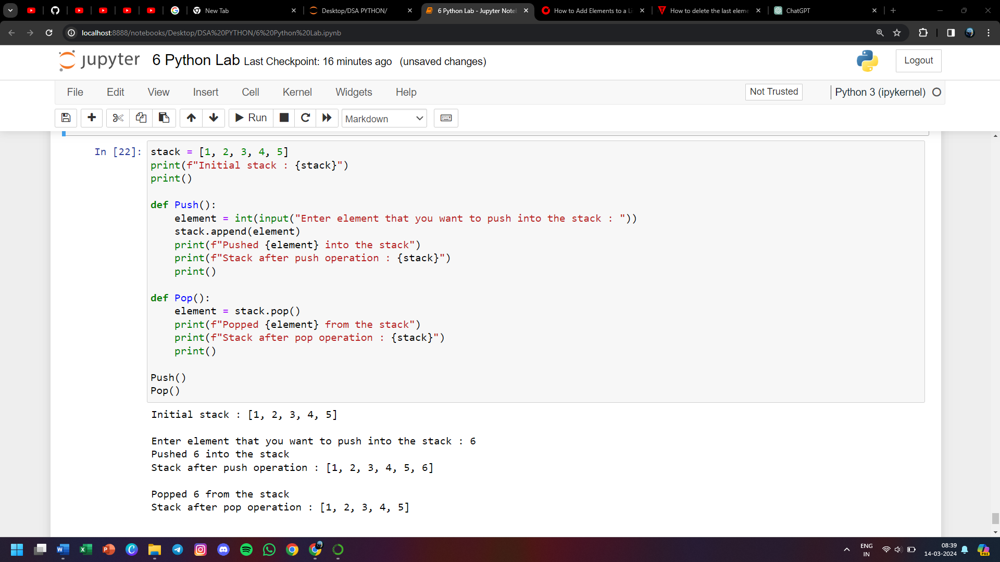 New Tab
Desktop/DSA PYTHON/
6 Python Lab - Jupyter Note
How to Add Elements to a Li
How to delete the last eleme
ChatGPT
localhost:8888/notebooks/Desktop/DSA%20PYTHON/6%20Python%20Lab.ipynb
jupyter 6 Python Lab Last Checkpoint: 16 minutes ago (unsaved changes)
Logout
File Edit View Insert Cell Kernel Widgets Help
Not Trusted
Python 3 (ipykernel)
Run
Markdown
In [22]:
stack = [1, 2, 3, 4, 5]
print(f"Initial stack : {stack}")
print()

def Push():
    element = int(input("Enter element that you want to push into the stack : "))
    stack.append(element)
    print(f"Pushed {element} into the stack")
    print(f"Stack after push operation : {stack}")
    print()

def Pop():
    element = stack.pop()
    print(f"Popped {element} from the stack")
    print(f"Stack after pop operation : {stack}")
    print()

Push()
Pop()
Initial stack : [1, 2, 3, 4, 5]

Enter element that you want to push into the stack : 6
Pushed 6 into the stack
Stack after push operation : [1, 2, 3, 4, 5, 6]

Popped 6 from the stack
Stack after pop operation : [1, 2, 3, 4, 5]
ENG
IN
08:39
14-03-2024
PRE